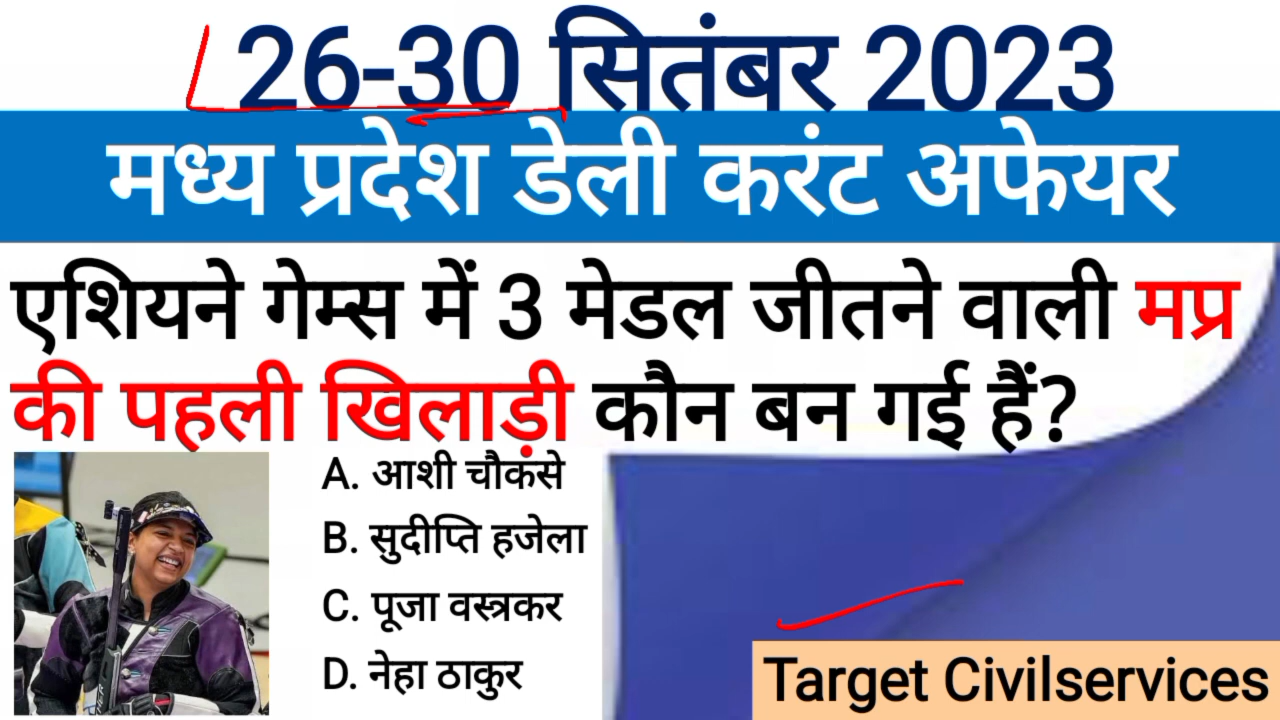 26-30 सितंबर 2023
मध्य प्रदेश डेली करंट अफेयर
एशियने गेम्स में 3 मेडल जीतने वाली मप्र
की पहली खिलाड़ी कौन बन गई हैं?
A. आशी चौकसे
B. सुदीप्ति हजेला
C. पूजा वस्त्रकर
D. नेहा ठाकुर
Target Civilservices